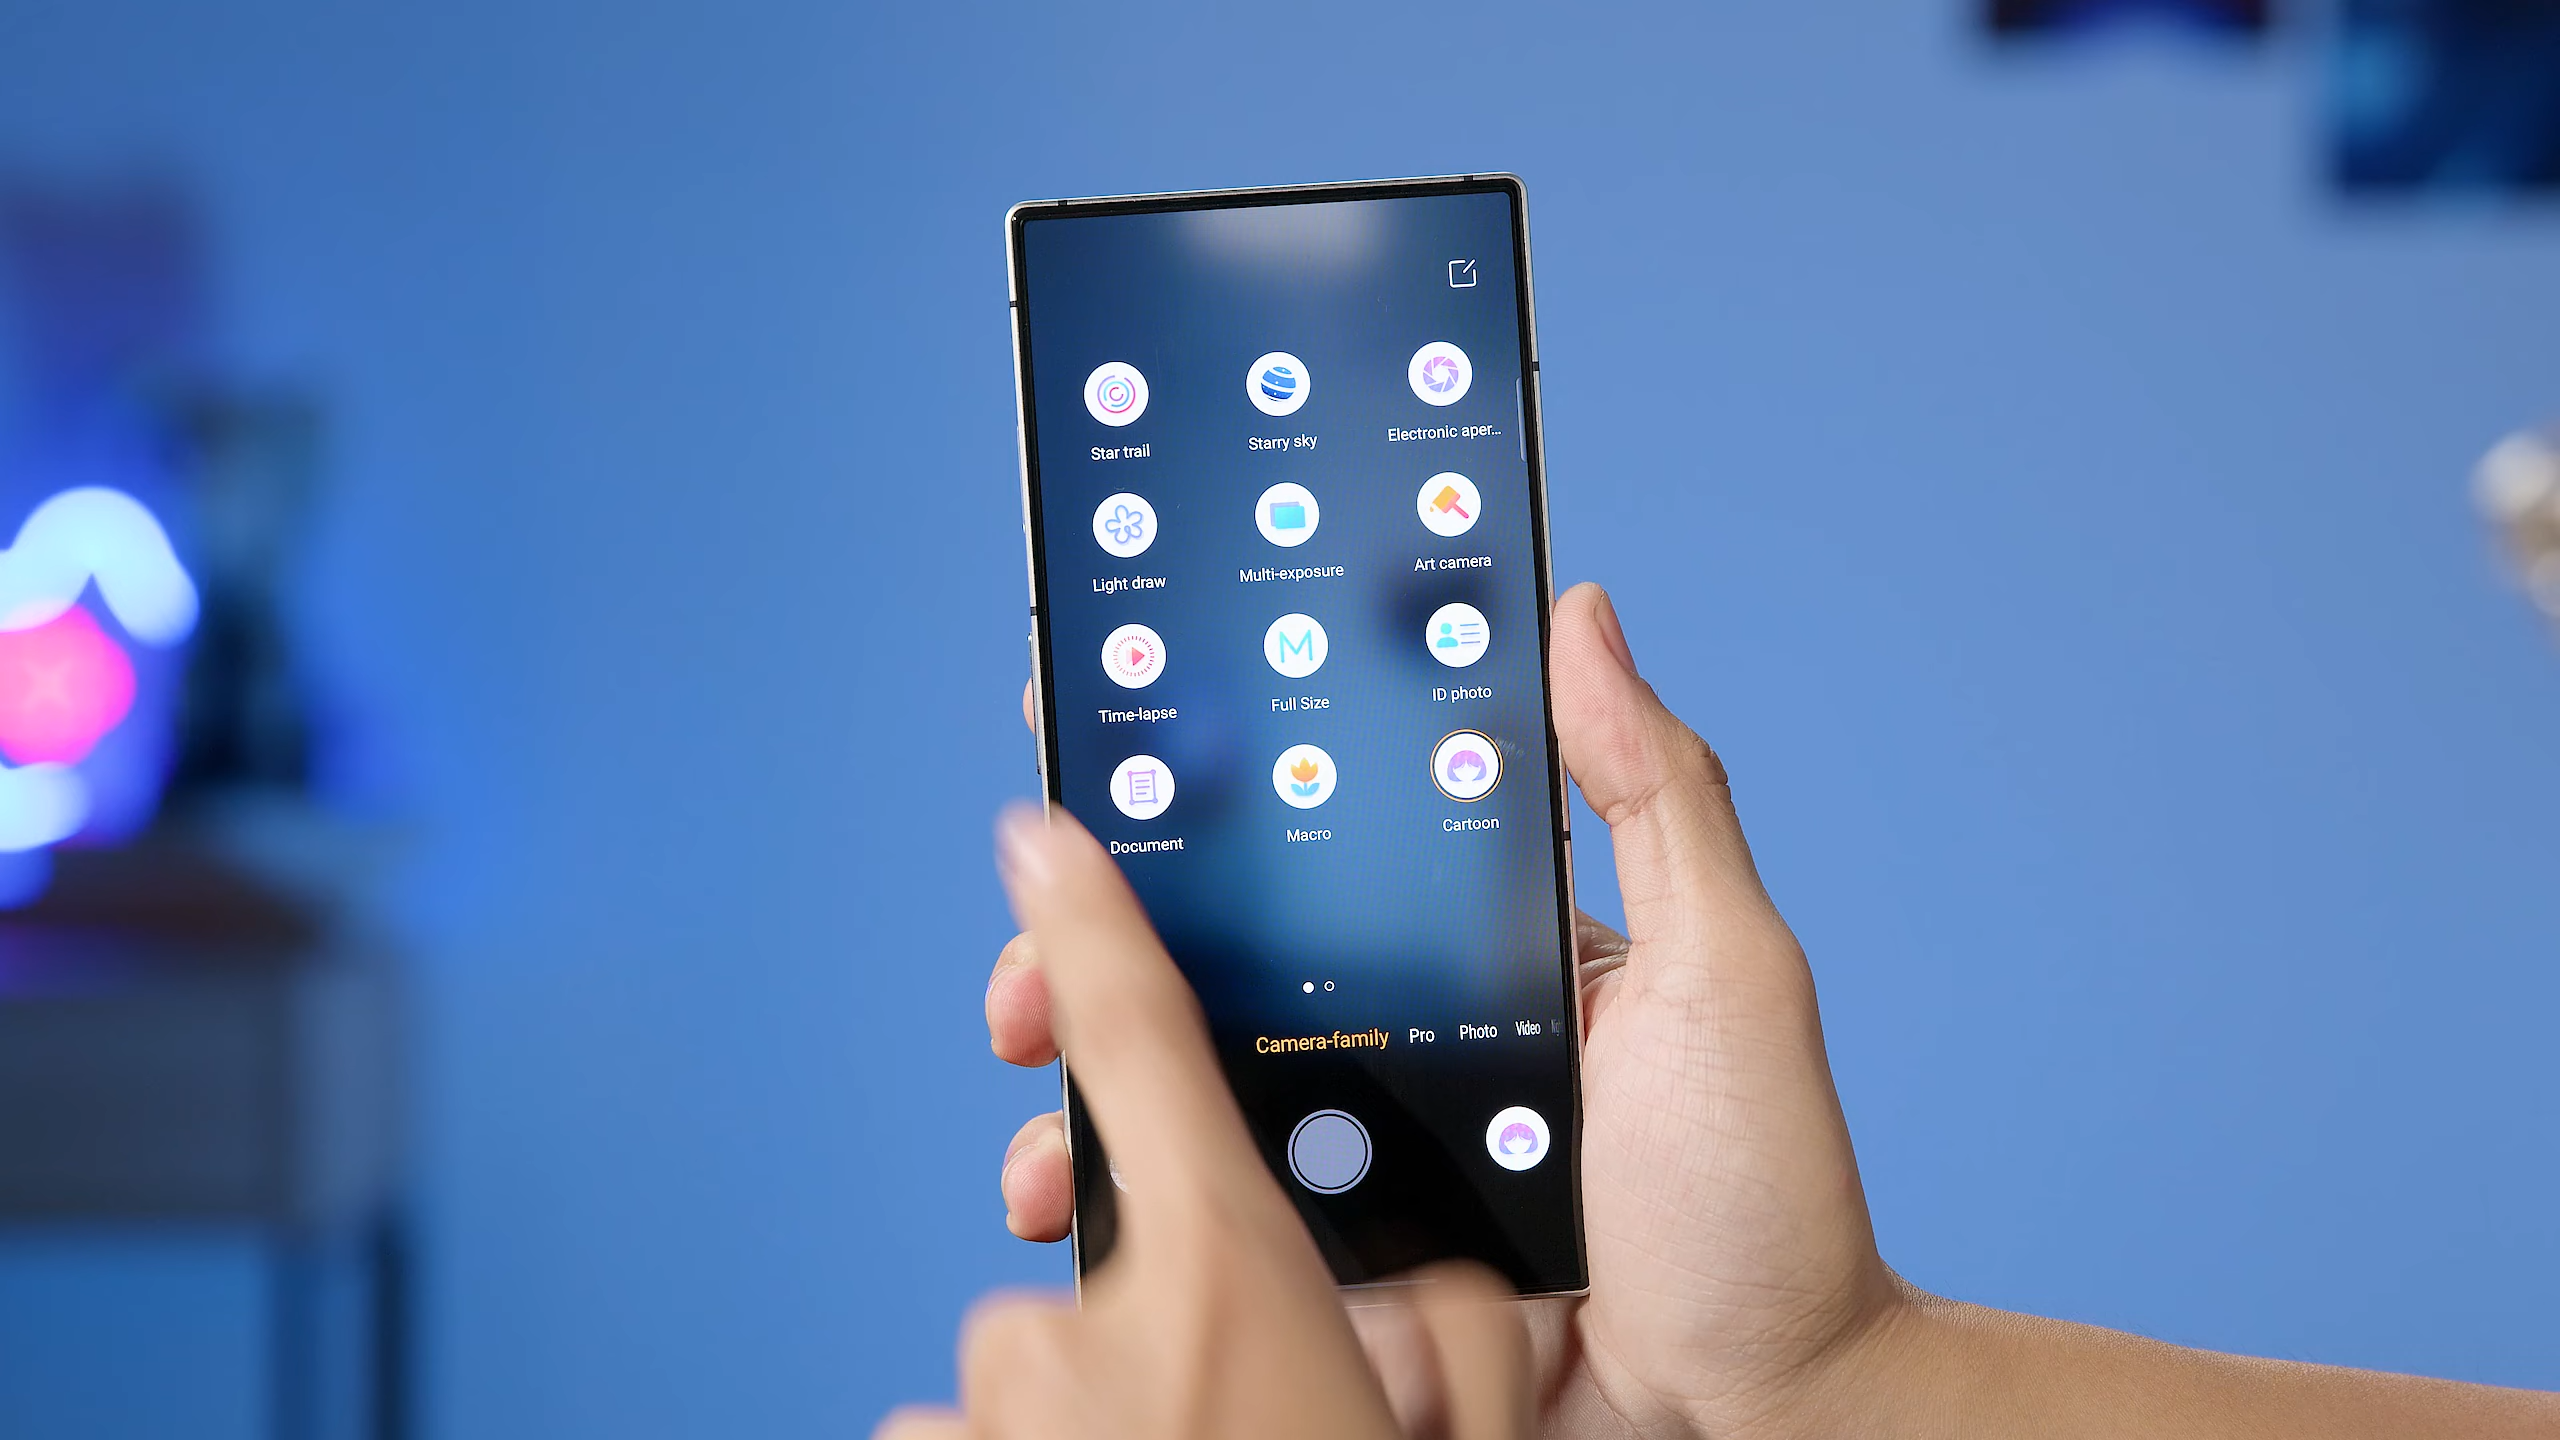 Star trail
Starry sky
Electronic aper...
Light draw
Multi-exposure
Art camera
Time-lapse
M
Full Size
ID photo
Document
Macro
Cartoon
Camera-family
Pro
Photo
Video